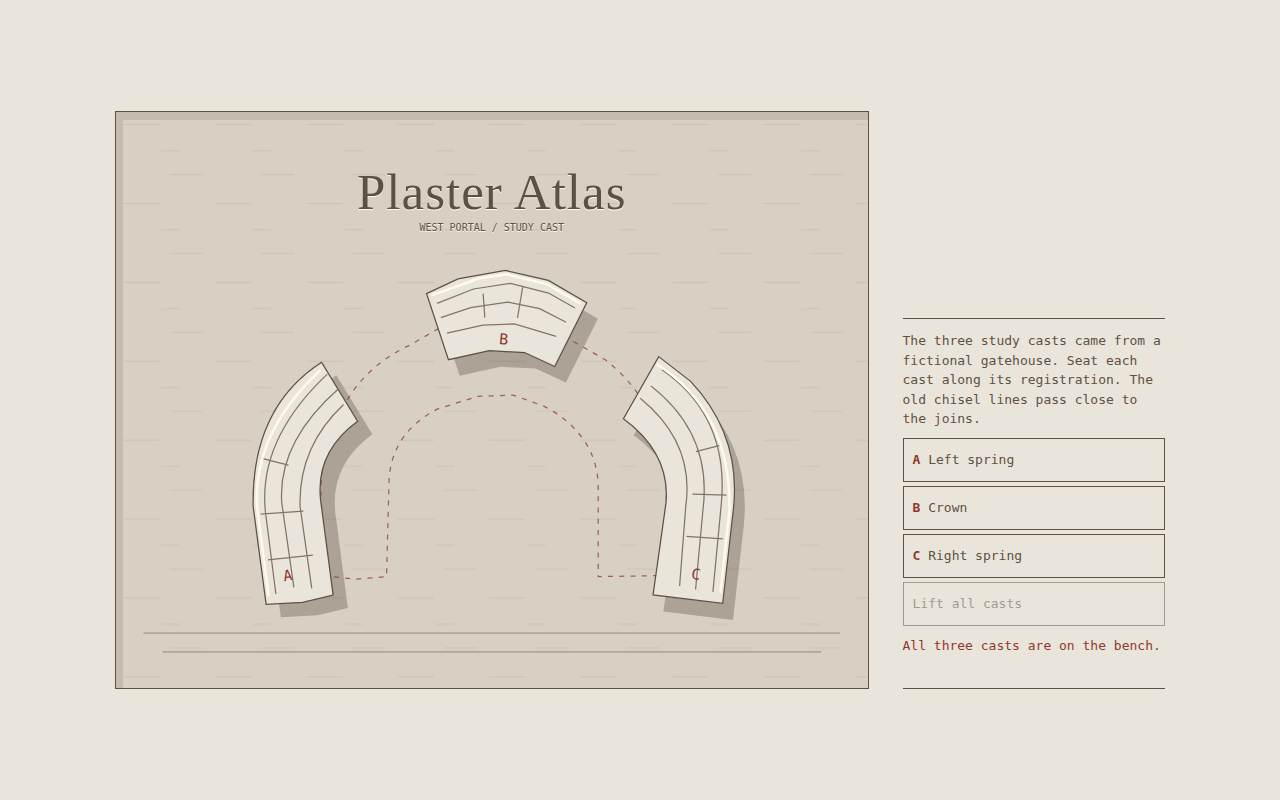 Plaster Atlas
WEST PORTAL / STUDY CAST
B
A
C
The three study casts came from a
fictional gatehouse. Seat each
cast along its registration. The
old chisel lines pass close to
the joins.
A Left spring
B Crown
C Right spring
Lift all casts
All three casts are on the bench.